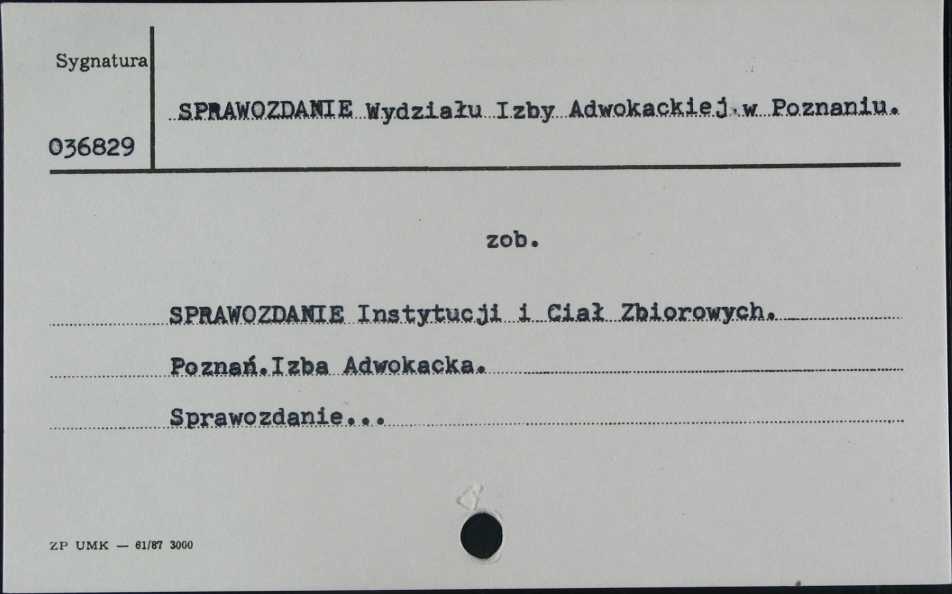 Sygnatura
SPRAWOZDANIE Wydziału Izby Adwokackiej w Poznaniu.
036829
zob.
SPRAWOZDANIE Instytucji i Ciał Zbiorowych.
Poznań.Izba Adwokacka.
Sprawozdanie...
ZP UMK — 61/87 3000